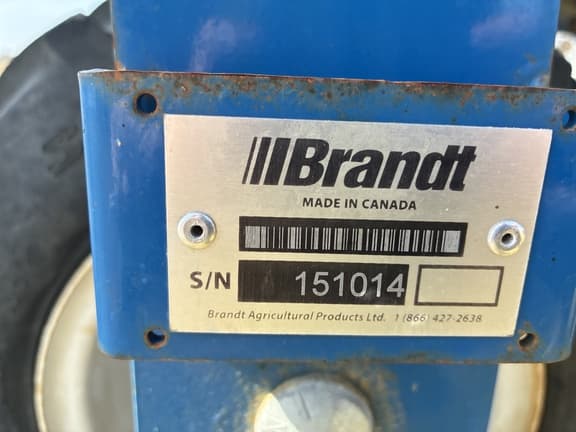 Brandt
MADE IN CANADA
S/N 151014
Brandt Agricultural Products Ltd. 1 (866) 427-2638